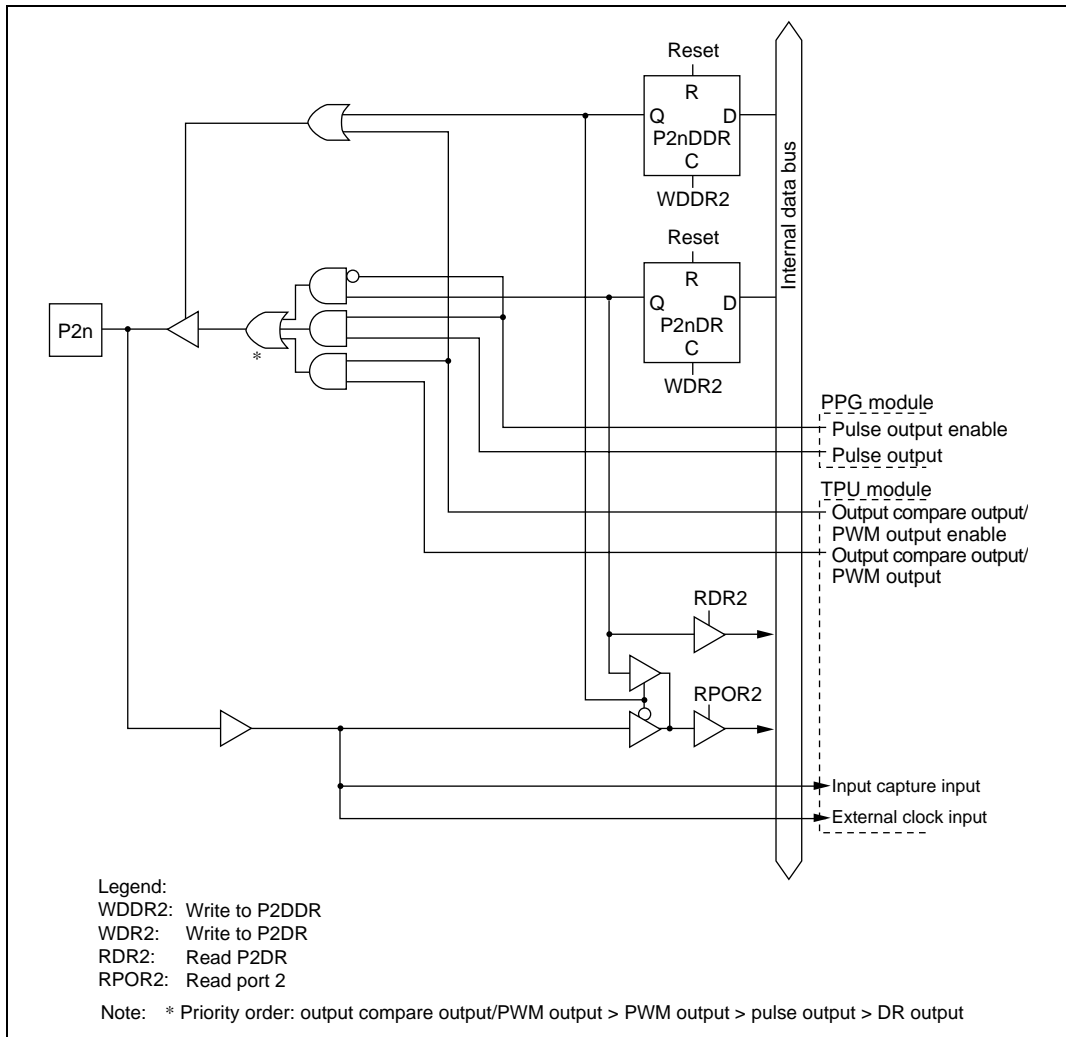 Reset
R
Q D
P2nDDR
C
WDDR2
Internal data bus
Reset
R
Q D
P2nDR
C
WDR2
P2n
*
PPG module
Pulse output enable
Pulse output
TPU module
Output compare output/
PWM output enable
Output compare output/
PWM output
RDR2
RPOR2
Input capture input
External clock input
Legend:
WDDR2: Write to P2DDR
WDR2: Write to P2DR
RDR2: Read P2DR
RPOR2: Read port 2
Note: * Priority order: output compare output/PWM output > PWM output > pulse output > DR output